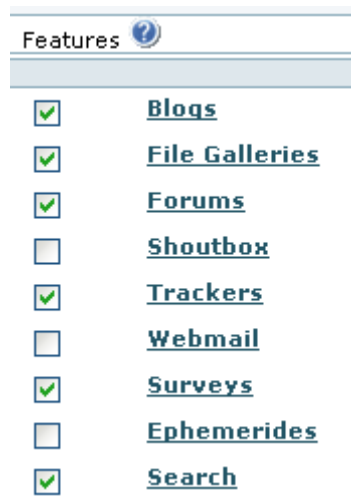 Features ?
Blogs
File Galleries
Forums
Shoutbox
Trackers
Webmail
Surveys
Ephemerides
Search